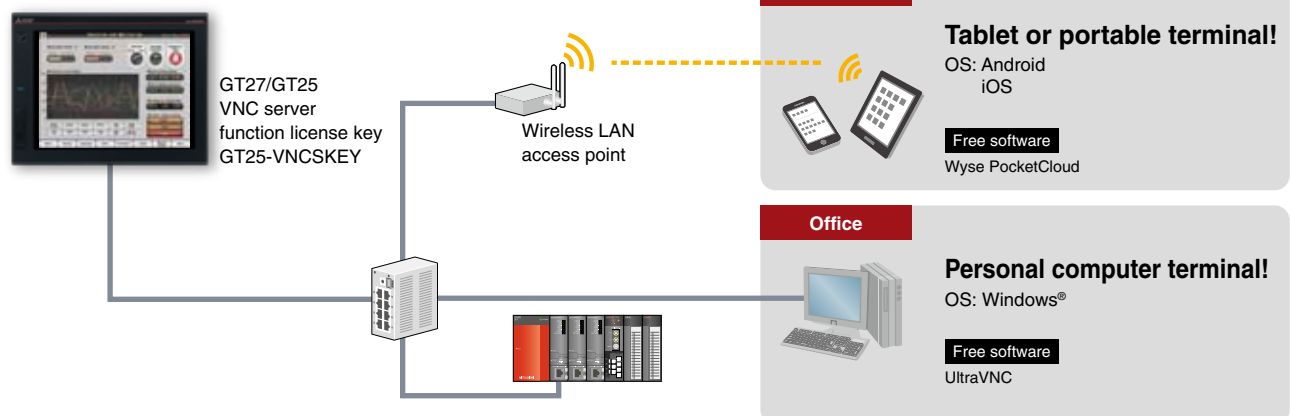 GT27/GT25
VNC server
function license key
GT25-VNCSKEY
Wireless LAN
access point
Tablet or portable terminal!
OS: Android
iOS
Free software
Wyse PocketCloud
Office
Personal computer terminal!
OS: Windows®
Free software
UltraVNC